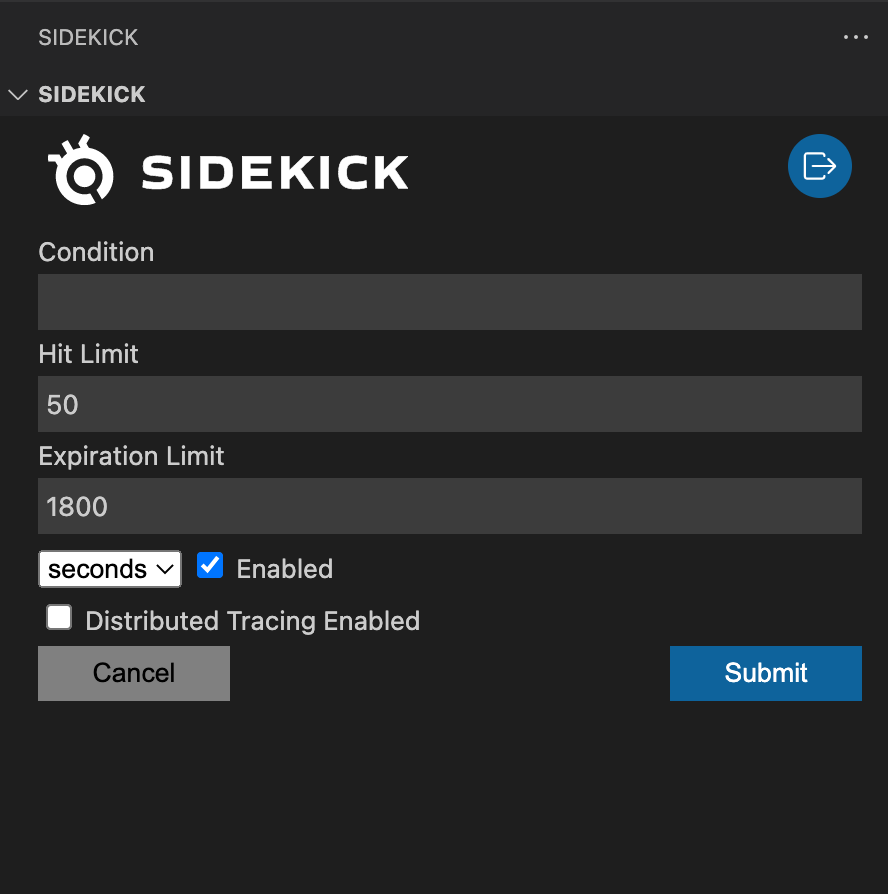 SIDEKICK
SIDEKICK
SIDEKICK
Condition
Hit Limit
50
Expiration Limit
1800
seconds Enabled
Distributed Tracing Enabled
Cancel Submit